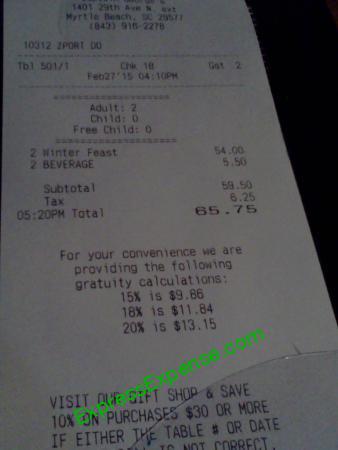 1401 29th Ave N. ext
Myrtle Beach, SC 29577
(843) 916-2278
10312 ZPORT DO
Tbl 501/1 Chk 18 Gst 2
Feb27'15 04:10PM
Adult: 2
Child: 0
Free Child: 0
2 Winter Feast 54.00
2 BEVERAGE 5.50
Subtotal 59.50
Tax 6.25
05:20PM Total 65.75
For your convenience we are
providing the following
gratuity calculations:
15% is $9.86
18% is $11.84
20% is $13.15
ExpressExpense.com
VISIT OUR GIFT SHOP & SAVE
10% ON PURCHASES $30 OR MORE
IF EITHER THE TABLE # OR DATE
IS NOT CORRECT.